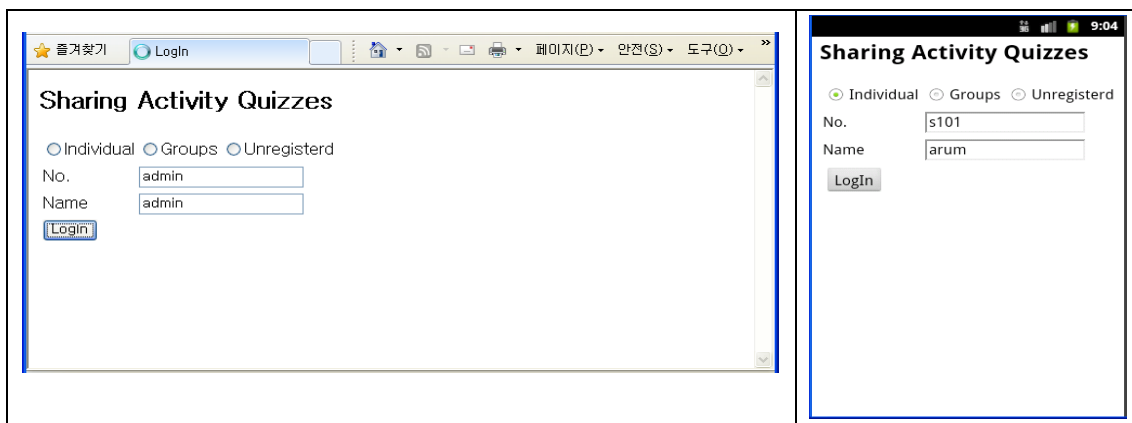 즐겨찾기 LogIn 페이지(P) 안전(S) 도구(O) »
Sharing Activity Quizzes
Individual Groups Unregisterd
No. admin
Name admin
LogIn
9:04
Sharing Activity Quizzes
Individual Groups Unregisterd
No. s101
Name arum
LogIn